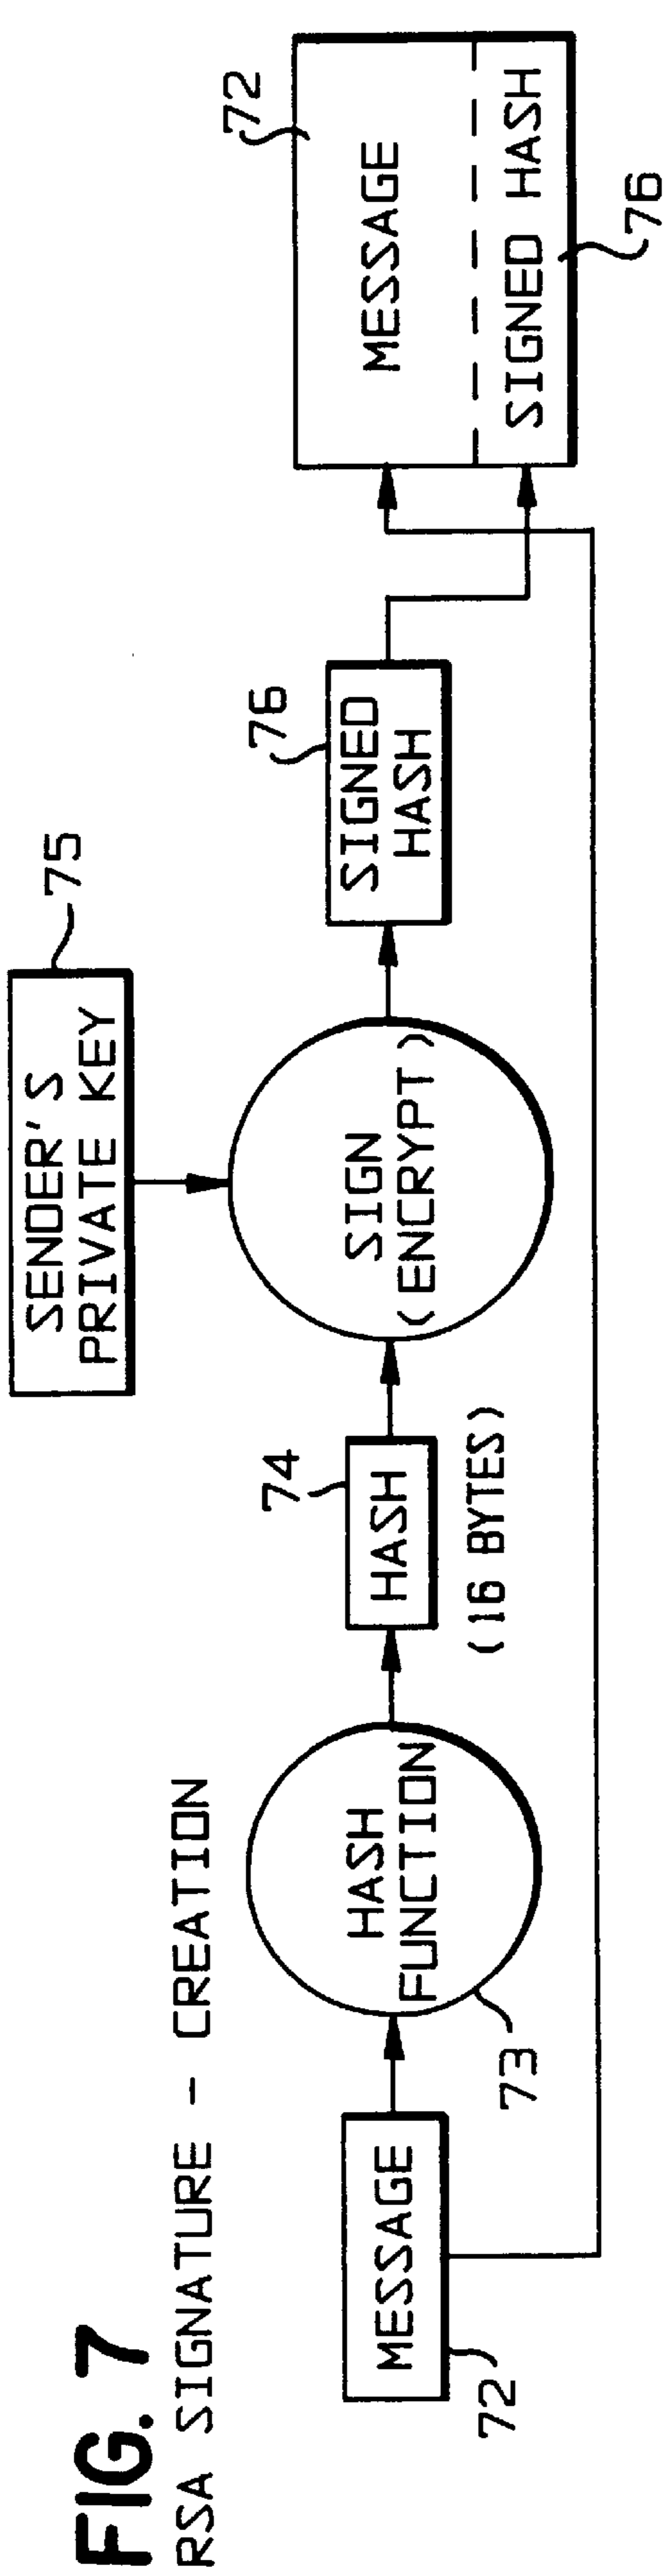 FIG. 7
RSA SIGNATURE - CREATION
MESSAGE
72
HASH
FUNCTION
73
HASH
74
(16 BYTES)
SENDER'S
PRIVATE KEY
75
SIGN
(ENCRYPT)
SIGNED
HASH
76
MESSAGE
72
SIGNED HASH
76